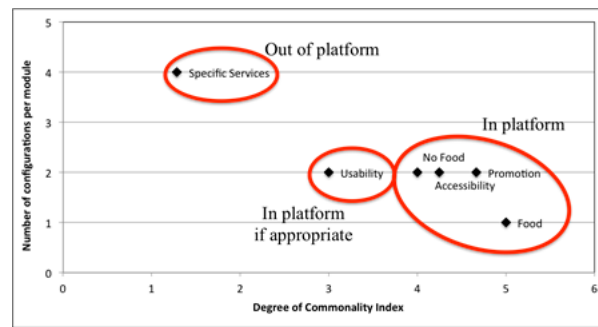 5
Out of platform
4
Specific Services
In platform
3
No Food
2
Usability
Promotion
Accessibility
In platform
if appropriate
1
Food
0
0 1 2 3 4 5 6
Number of configurations per module
Degree of Commonality Index